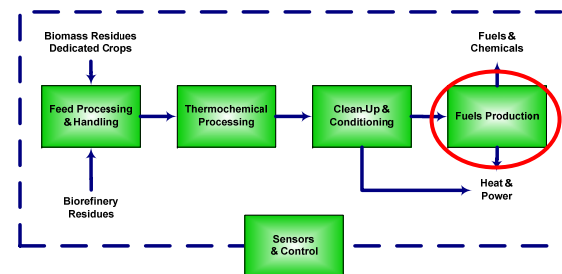 Biomass Residues
Dedicated Crops
Fuels &
Chemicals
Feed Processing
& Handling
Thermochemical
Processing
Clean-Up &
Conditioning
Fuels Production
Biorefinery
Residues
Heat &
Power
Sensors
& Control